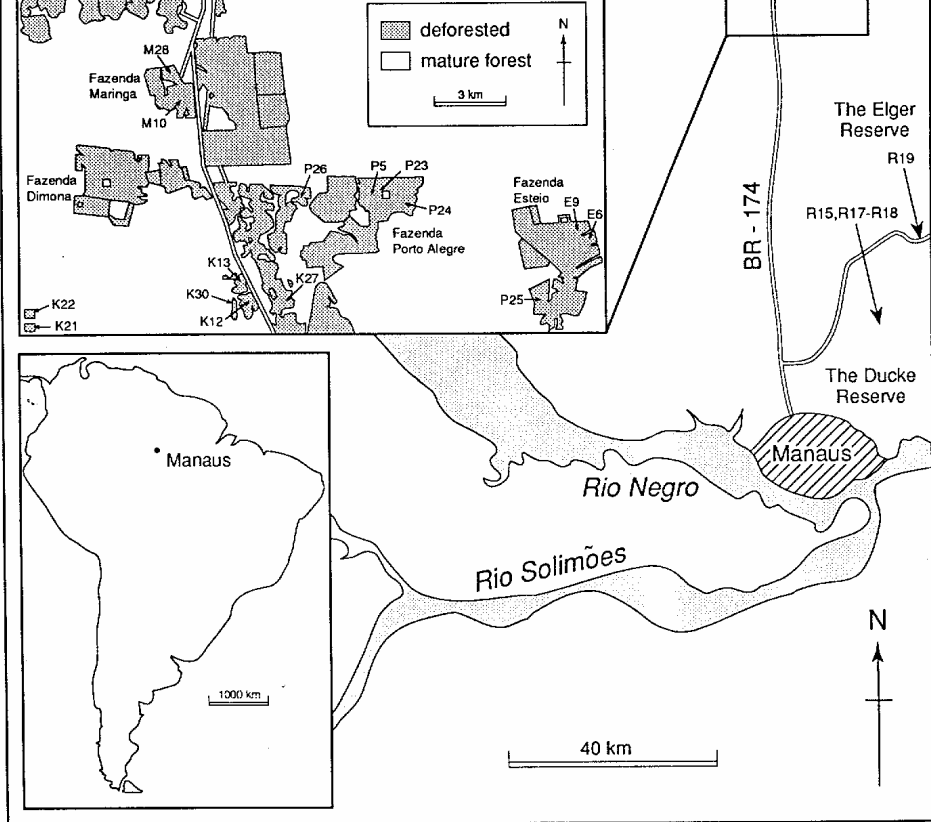 deforested
mature forest
3 km
N
M28
Fazenda
Maringa
M10
The Elger
Reserve
R19
Fazenda
Dimona
P26
P5
P23
P24
Fazenda
Porto Alegre
Fazenda
Esteio
E9
E6
BR - 174
R15,R17-R18
K13
K30
K12
K27
P25
K22
K21
The Ducke
Reserve
Manaus
Manaus
Rio Negro
Rio Solimões
N
1000 km
40 km